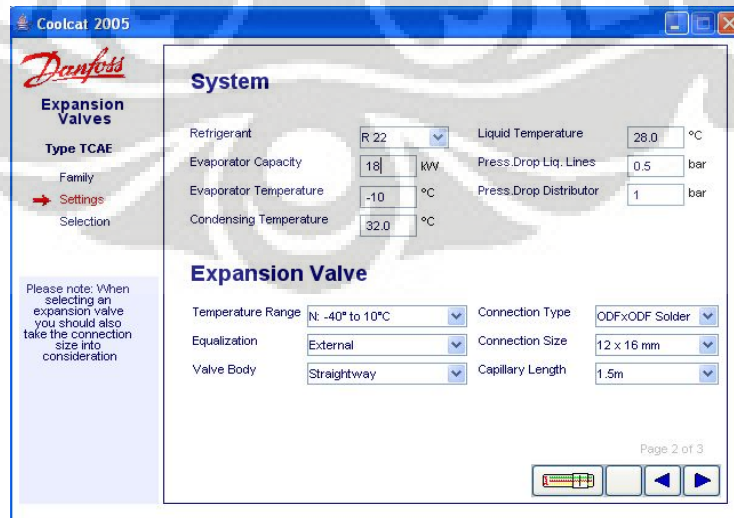 Coolcat 2005
Danfoss
Expansion
Valves
Type TCAE
Family
Settings
Selection
Please note: When
selecting an
expansion valve
you should also
take the connection
size into
consideration
System
Refrigerant R 22
Evaporator Capacity 18 kW
Evaporator Temperature -10 °C
Condensing Temperature 32.0 °C
Liquid Temperature 28.0 °C
Press.Drop Liq. Lines 0.5 bar
Press.Drop Distributor 1 bar
Expansion Valve
Temperature Range N: -40° to 10°C
Equalization External
Valve Body Straightway
Connection Type ODFxODF Solder
Connection Size 12 x 16 mm
Capillary Length 1.5m
Page 2 of 3